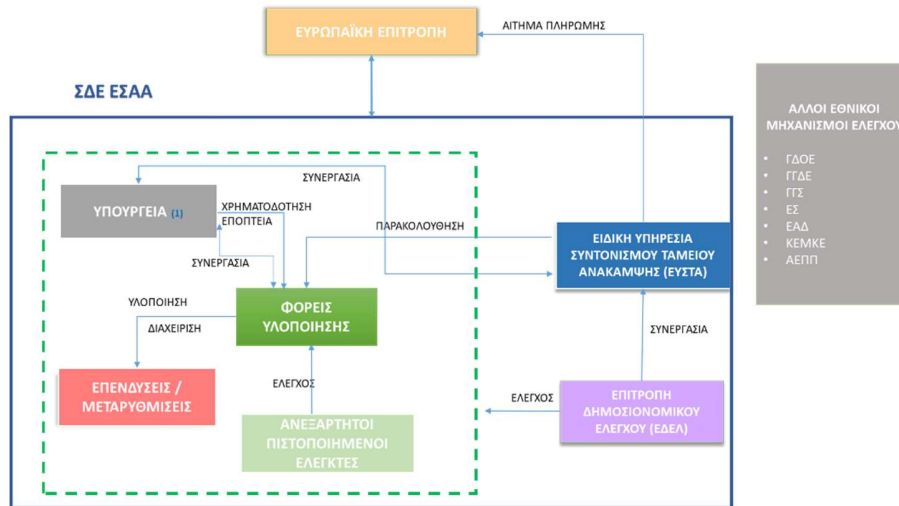 ΕΥΡΩΠΑΪΚΗ ΕΠΙΤΡΟΠΗ
ΑΙΤΗΜΑ ΠΛΗΡΩΜΗΣ
ΣΔΕ ΕΣΑΑ
ΑΛΛΟΙ ΕΘΝΙΚΟΙ
ΜΗΧΑΝΙΣΜΟΙ ΕΛΕΓΧΟΥ
• ΓΔΟΕ
• ΓΓΔΕ
• ΓΓΣ
• ΕΣ
• ΕΑΔ
• ΚΕΜΚΕ
• ΑΕΠΠ
ΣΥΝΕΡΓΑΣΙΑ
ΥΠΟΥΡΓΕΙΑ (1)
ΧΡΗΜΑΤΟΔΟΤΗΣΗ
ΕΠΟΠΤΕΙΑ
ΣΥΝΕΡΓΑΣΙΑ
ΠΑΡΑΚΟΛΟΥΘΗΣΗ
ΕΙΔΙΚΗ ΥΠΗΡΕΣΙΑ
ΣΥΝΤΟΝΙΣΜΟΥ ΤΑΜΕΙΟΥ
ΑΝΑΚΑΜΨΗΣ (ΕΥΣΤΑ)
ΥΛΟΠΟΙΗΣΗ
ΔΙΑΧΕΙΡΙΣΗ
ΦΟΡΕΙΣ
ΥΛΟΠΟΙΗΣΗΣ
ΣΥΝΕΡΓΑΣΙΑ
ΕΠΕΝΔΥΣΕΙΣ /
ΜΕΤΑΡΥΘΜΙΣΕΙΣ
ΕΛΕΓΧΟΣ
ΑΝΕΞΑΡΤΗΤΟΙ
ΠΙΣΤΟΠΟΙΗΜΕΝΟΙ
ΕΛΕΓΚΤΕΣ
ΕΛΕΓΧΟΣ
ΕΠΙΤΡΟΠΗ
ΔΗΜΟΣΙΟΝΟΜΙΚΟΥ
ΕΛΕΓΧΟΥ (ΕΔΕΛ)